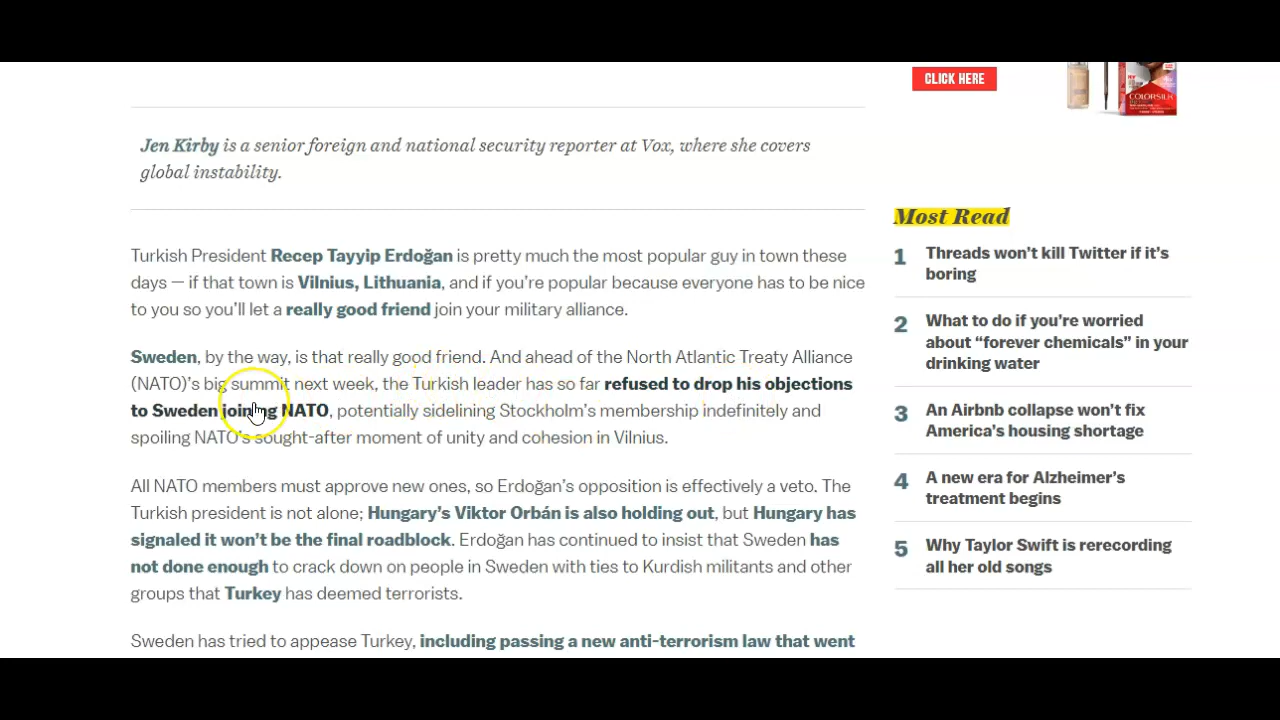 CLICK HERE
COLORSILK
Jen Kirby is a senior foreign and national security reporter at Vox, where she covers
global instability.
Turkish President Recep Tayyip Erdoğan is pretty much the most popular guy in town these
days — if that town is Vilnius, Lithuania, and if you're popular because everyone has to be nice
to you so you'll let a really good friend join your military alliance.
Sweden, by the way, is that really good friend. And ahead of the North Atlantic Treaty Alliance
(NATO)'s big summit next week, the Turkish leader has so far refused to drop his objections
to Sweden joining NATO, potentially sidelining Stockholm's membership indefinitely and
spoiling NATO's sought-after moment of unity and cohesion in Vilnius.
All NATO members must approve new ones, so Erdoğan's opposition is effectively a veto. The
Turkish president is not alone; Hungary's Viktor Orbán is also holding out, but Hungary has
signaled it won't be the final roadblock. Erdoğan has continued to insist that Sweden has
not done enough to crack down on people in Sweden with ties to Kurdish militants and other
groups that Turkey has deemed terrorists.
Sweden has tried to appease Turkey, including passing a new anti-terrorism law that went
Most Read
1 Threads won't kill Twitter if it's
boring
2 What to do if you're worried
about “forever chemicals” in your
drinking water
3 An Airbnb collapse won't fix
America's housing shortage
4 A new era for Alzheimer's
treatment begins
5 Why Taylor Swift is rerecording
all her old songs